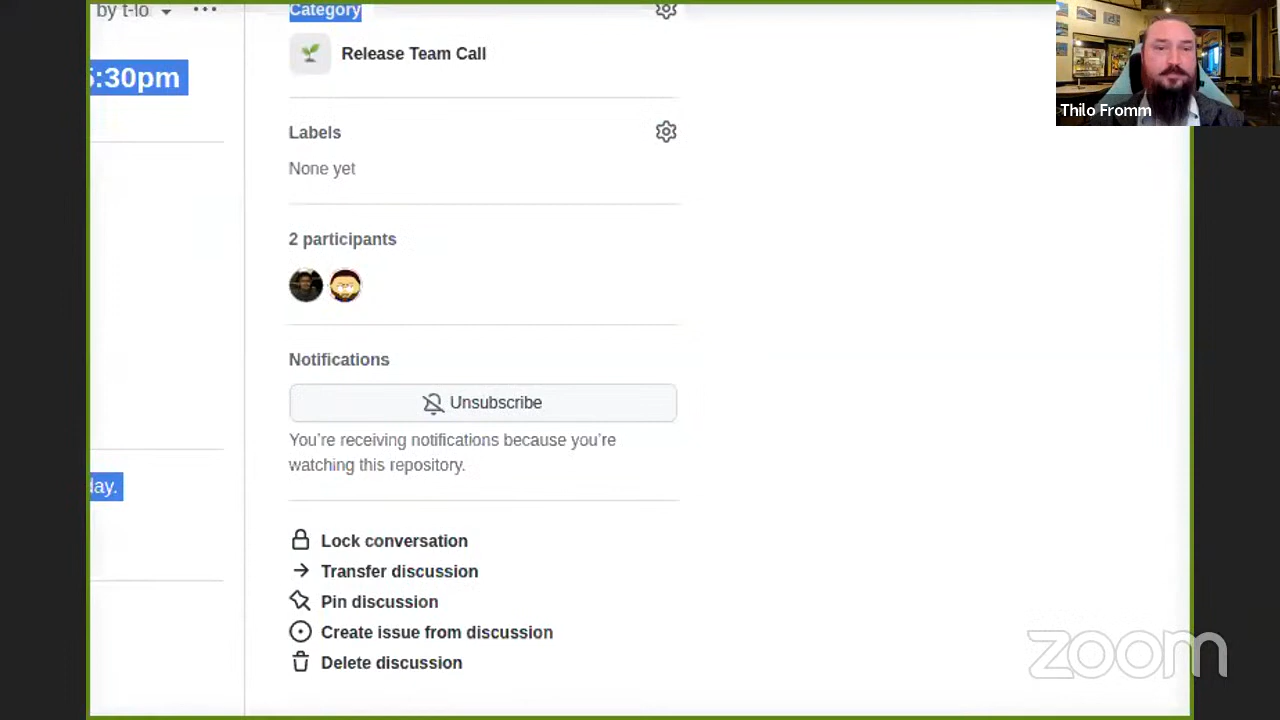 by t-lo
Category
Release Team Call
5:30pm
Labels
None yet
2 participants
Notifications
Unsubscribe
You're receiving notifications because you're
watching this repository.
day.
Lock conversation
Transfer discussion
Pin discussion
Create issue from discussion
Delete discussion
Thilo Fromm
zoom